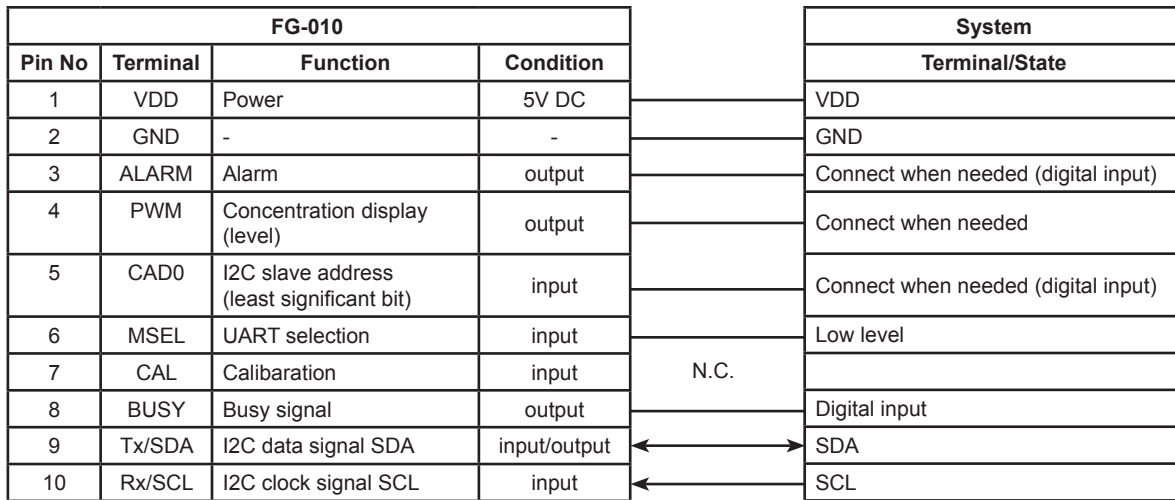 FG-010 System
Pin No Terminal Function Condition Terminal/State
1 VDD Power 5V DC VDD
2 GND - - GND
3 ALARM Alarm output Connect when needed (digital input)
4 PWM Concentration display
(level) output Connect when needed
5 CAD0 I2C slave address
(least significant bit) input Connect when needed (digital input)
6 MSEL UART selection input Low level
7 CAL Calibaration input N.C.
8 BUSY Busy signal output Digital input
9 Tx/SDA I2C data signal SDA input/output SDA
10 Rx/SCL I2C clock signal SCL input SCL